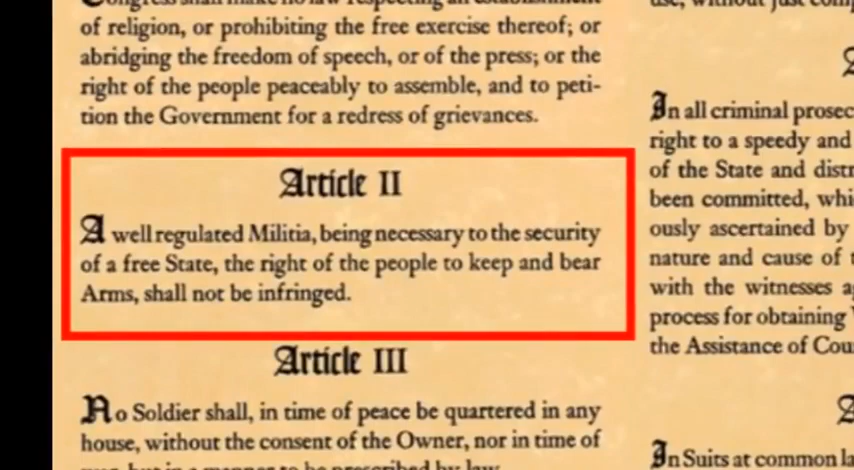 of religion, or prohibiting the free exercise thereof; or
abridging the freedom of speech, or of the press; or the
right of the people peaceably to assemble, and to peti-
tion the Government for a redress of grievances.
Article II
A well regulated Militia, being necessary to the security
of a free State, the right of the people to keep and bear
Arms, shall not be infringed.
Article III
No Soldier shall, in time of peace be quartered in any
house, without the consent of the Owner, nor in time of
In all criminal
right to a speedy and
of the State and
been committed,
ously ascertained by
nature and cause of
with the witnesses
process for obtaining
the Assistance of
In Suits at common